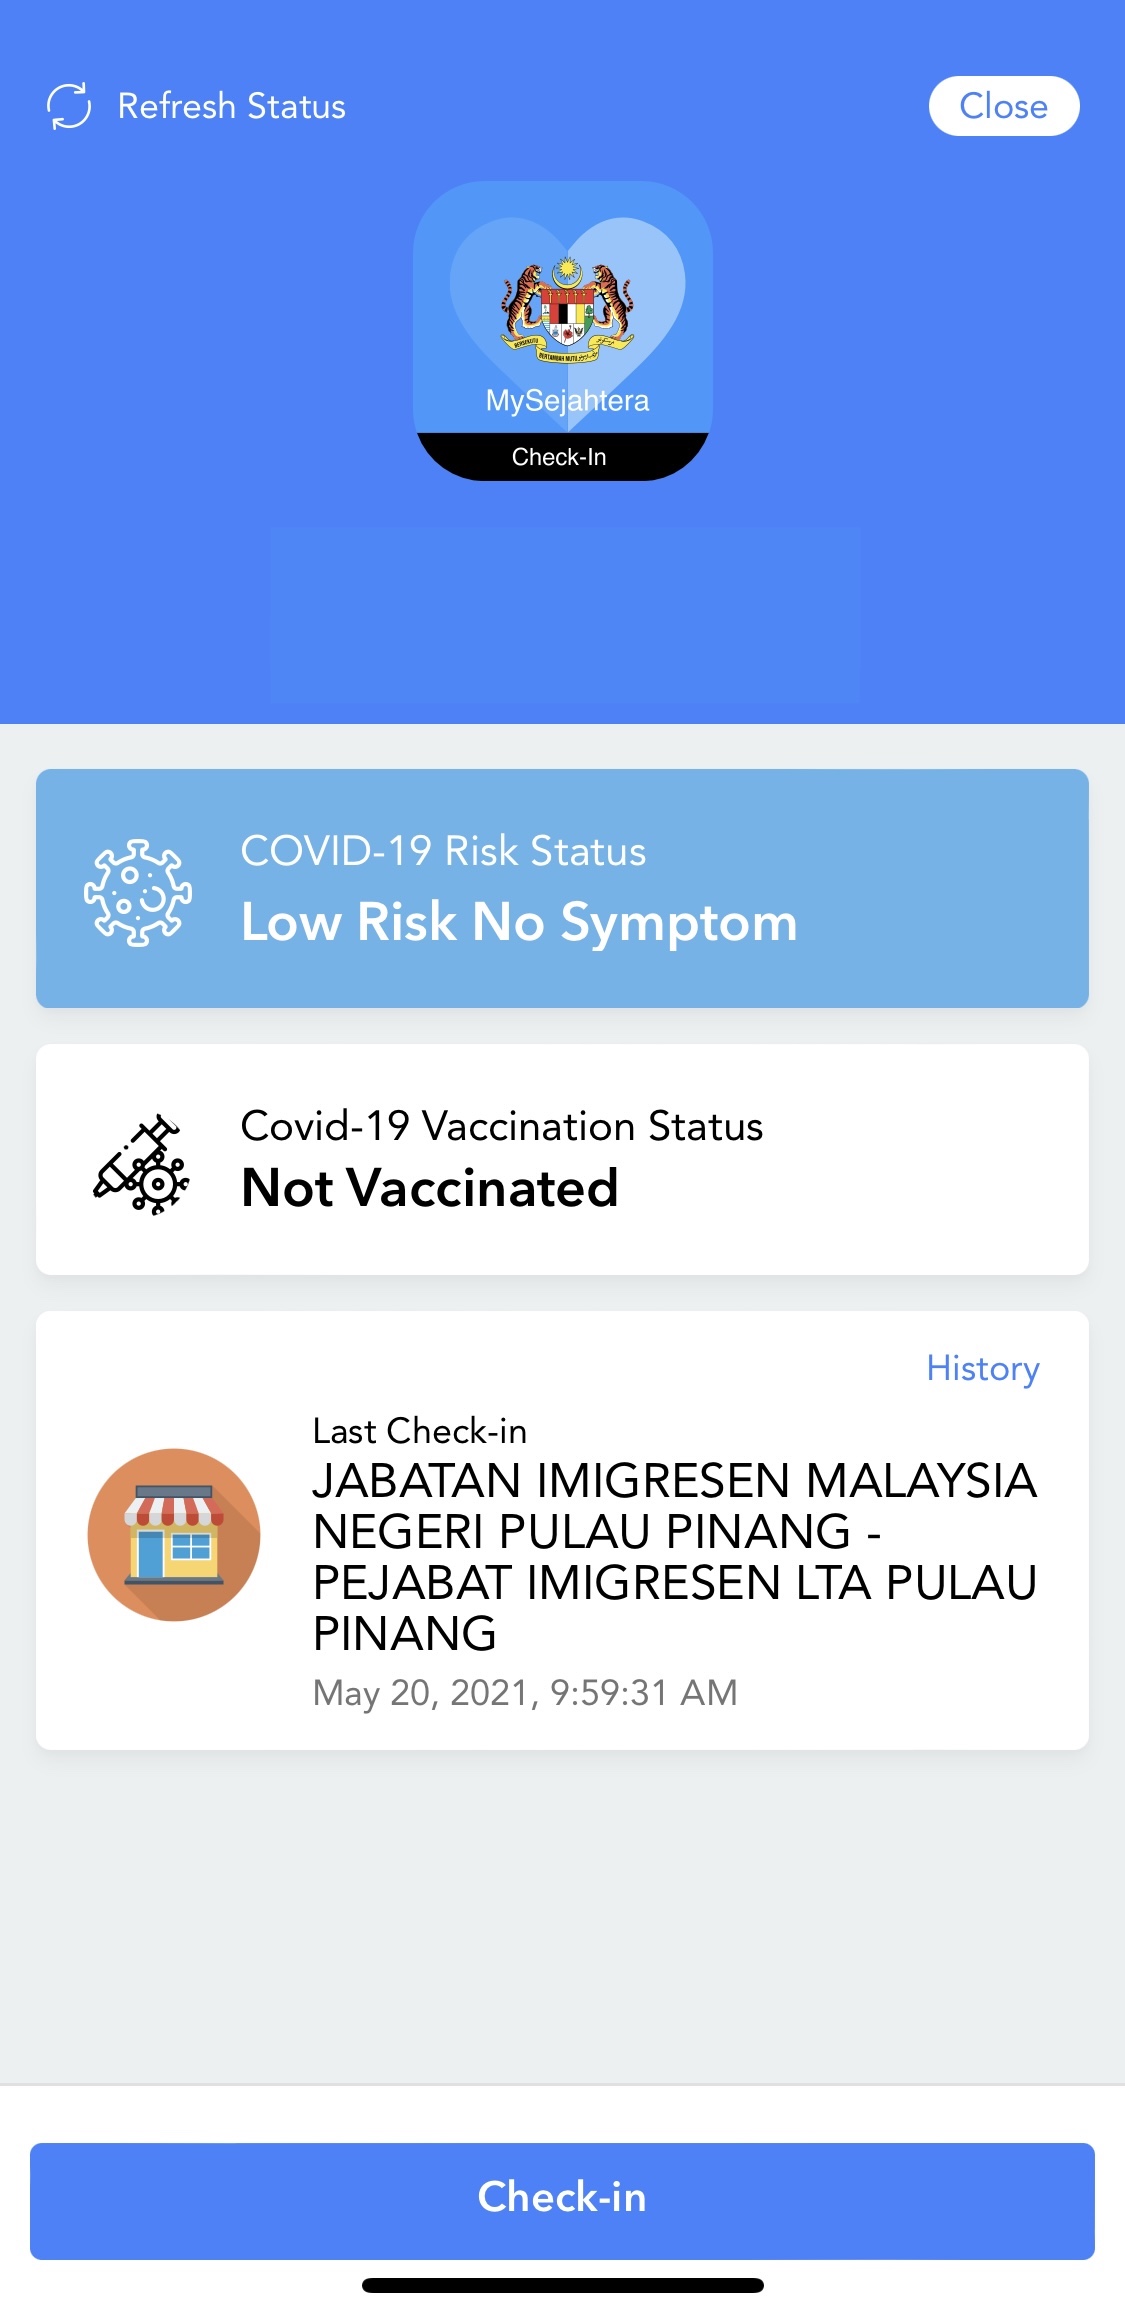 Refresh Status
Close
MySejahtera
Check-In
COVID-19 Risk Status
Low Risk No Symptom
Covid-19 Vaccination Status
Not Vaccinated
History
Last Check-in
JABATAN IMIGRESEN MALAYSIA
NEGERI PULAU PINANG -
PEJABAT IMIGRESEN LTA PULAU
PINANG
May 20, 2021, 9:59:31 AM
Check-in